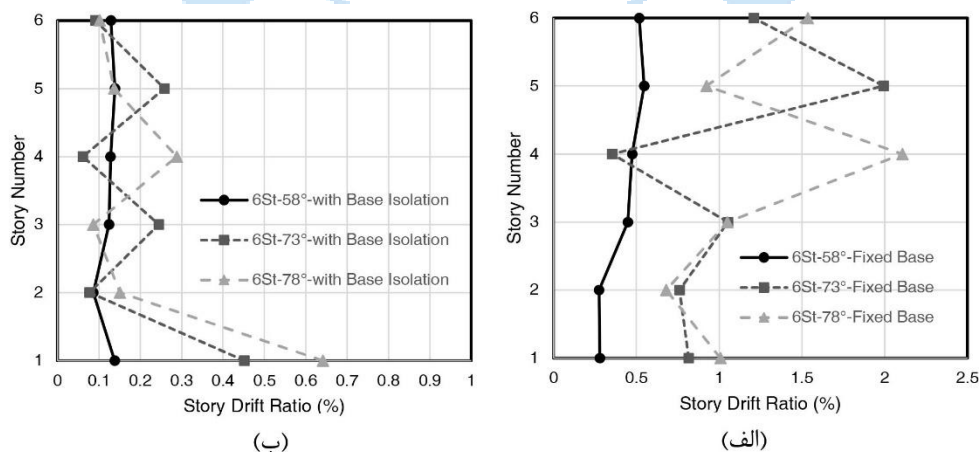 Story Number
6
5
4
3
2
1
0 0.1 0.2 0.3 0.4 0.5 0.6 0.7 0.8 0.9 1
Story Drift Ratio (%)
6St-58°-with Base Isolation
6St-73°-with Base Isolation
6St-78°-with Base Isolation
(ب)
Story Number
6
5
4
3
2
1
0 0.5 1 1.5 2 2.5
Story Drift Ratio (%)
6St-58°-Fixed Base
6St-73°-Fixed Base
6St-78°-Fixed Base
(الف)